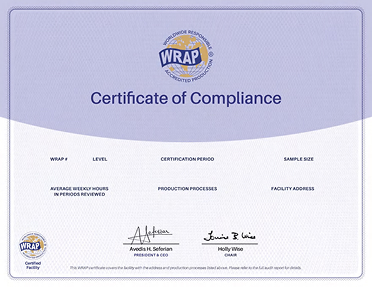 WORLDWIDE RESPONSIBLE
WRAP
ACCREDITED PRODUCTION
®
Certificate of Compliance
WRAP #
LEVEL
CERTIFICATION PERIOD
SAMPLE SIZE
AVERAGE WEEKLY HOURS
IN PERIODS REVIEWED
PRODUCTION PROCESSES
FACILITY ADDRESS
WRAP
Certified
Facility
Avedis H. Seferian
PRESIDENT & CEO
Holly Wise
CHAIR
This WRAP certificate covers the facility with the address and production processes listed above. Please refer to the full audit report for details.